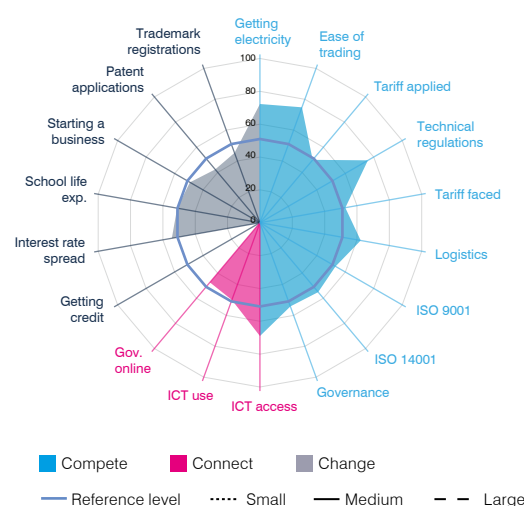 Getting
electricity
Ease of
trading
Tariff applied
Technical
regulations
Tariff faced
Logistics
ISO 9001
ISO 14001
Governance
ICT access
ICT use
Gov.
online
Getting
credit
Interest rate
spread
School life
exp.
Starting a
business
Patent
applications
Trademark
registrations
100
80
60
40
20
0
Compete Connect Change
Reference level Small Medium Large